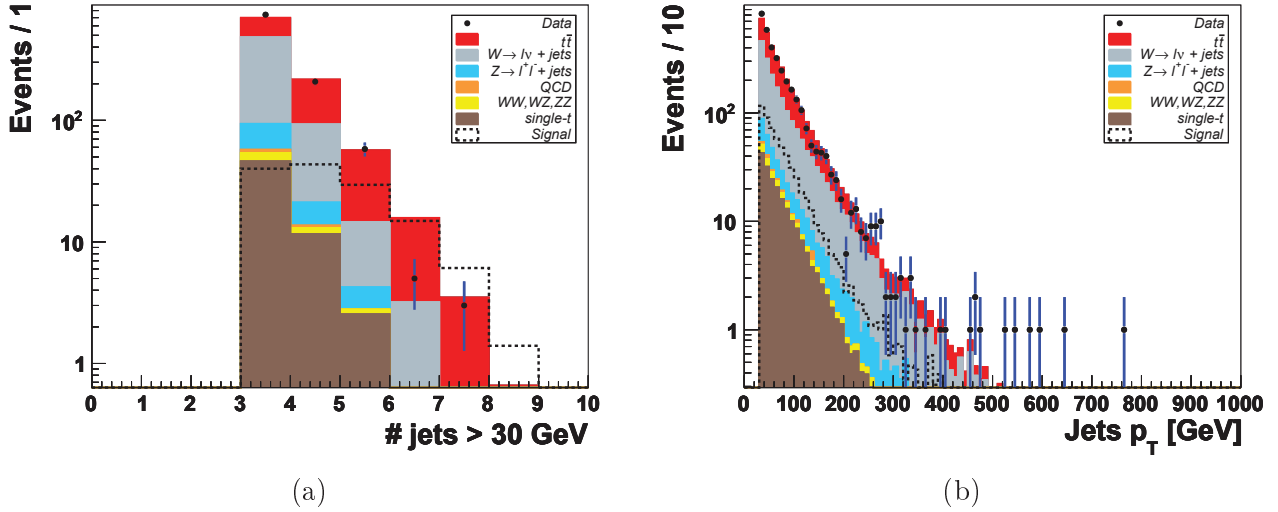 Events / 1
10²
10
1
Data
tt̄
W→ lν + jets
Z→ l⁺l⁻ + jets
QCD
WW,WZ,ZZ
single-t
Signal
0 1 2 3 4 5 6 7 8 9 10
# jets > 30 GeV
(a)
Events / 10
10²
10
1
Data
tt̄
W→ lν + jets
Z→ l⁺l⁻ + jets
QCD
WW,WZ,ZZ
single-t
Signal
0 100 200 300 400 500 600 700 800 900 1000
Jets p_T [GeV]
(b)